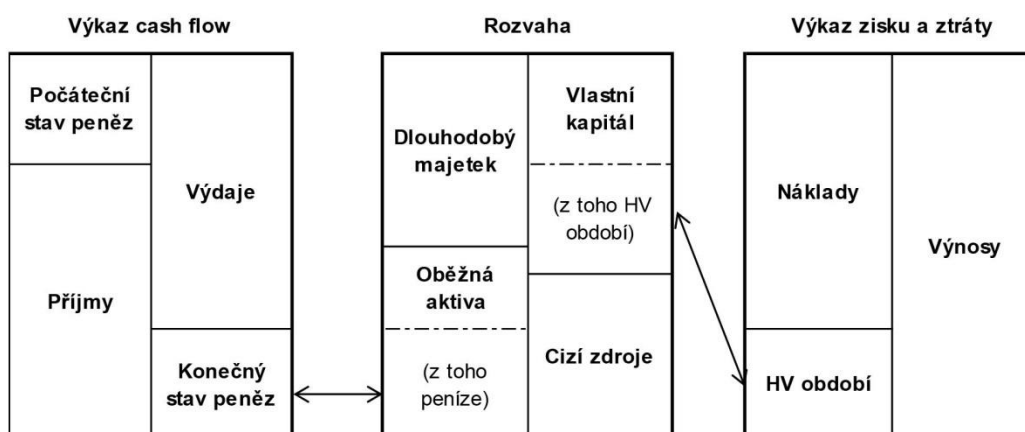 Výkaz cash flow
Počáteční
stav peněz
Výdaje
Příjmy
Konečný
stav peněz
Rozvaha
Dlouhodobý
majetek
Vlastní
kapitál
(z toho HV
období)
Oběžná
aktiva
(z toho
peníze)
Cizí zdroje
Výkaz zisku a ztráty
Náklady
Výnosy
HV období